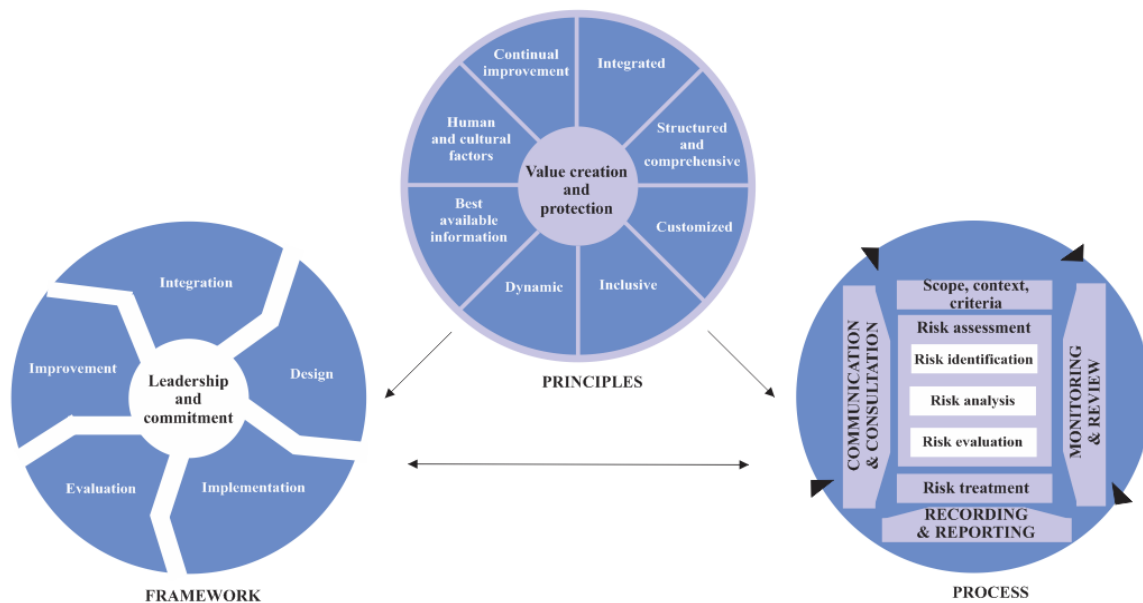 Continual
improvement
Integrated
Structured and
comprehensive
Customized
Inclusive
Dynamic
Best
available
information
Human
and cultural
factors
Value creation
and
protection
PRINCIPLES
Integration
Design
Implementation
Evaluation
Improvement
Leadership
and
commitment
FRAMEWORK
Scope, context,
criteria
Risk assessment
Risk identification
Risk analysis
Risk evaluation
Risk treatment
RECORDING
& REPORTING
COMMUNICATION
& CONSULTATION
MONITORING
& REVIEW
PROCESS